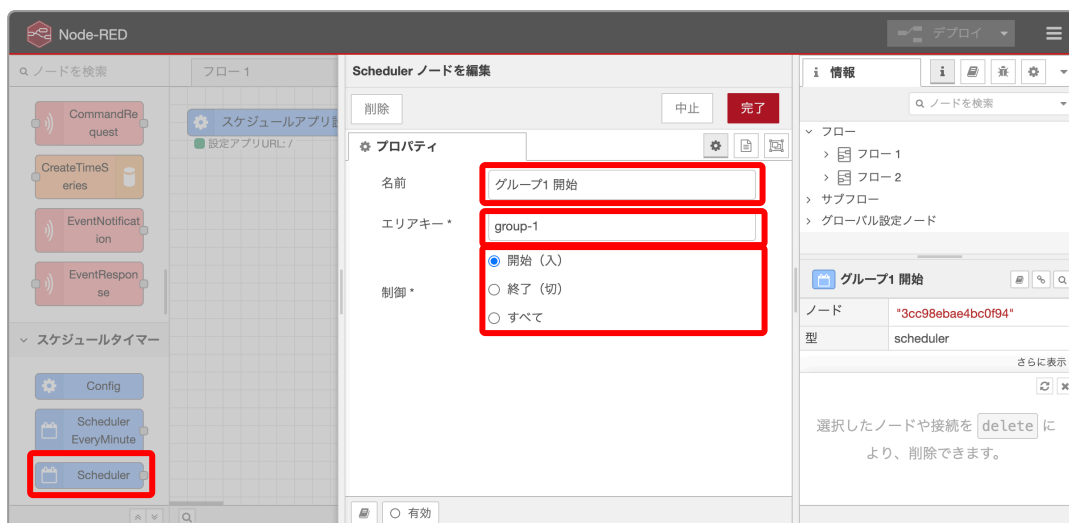 Node-RED
デプロイ
ノードを検索
フロー 1
CommandRe
quest
CreateTimeS
eries
EventNotificat
ion
EventRespon
se
スケジュールタイマー
Config
Scheduler
EveryMinute
Scheduler
スケジュールアプリ
設定アプリURL: /
Scheduler ノードを編集
削除
中止
完了
プロパティ
名前
グループ1 開始
エリアキー *
group-1
制御 *
開始（入）
終了（切）
すべて
有効
i 情報
i
ノードを検索
フロー
フロー 1
フロー 2
サブフロー
グローバル設定ノード
グループ1 開始
ノード
"3cc98ebae4bc0f94"
型
scheduler
さらに表示
選択したノードや接続を delete に
より、削除できます。